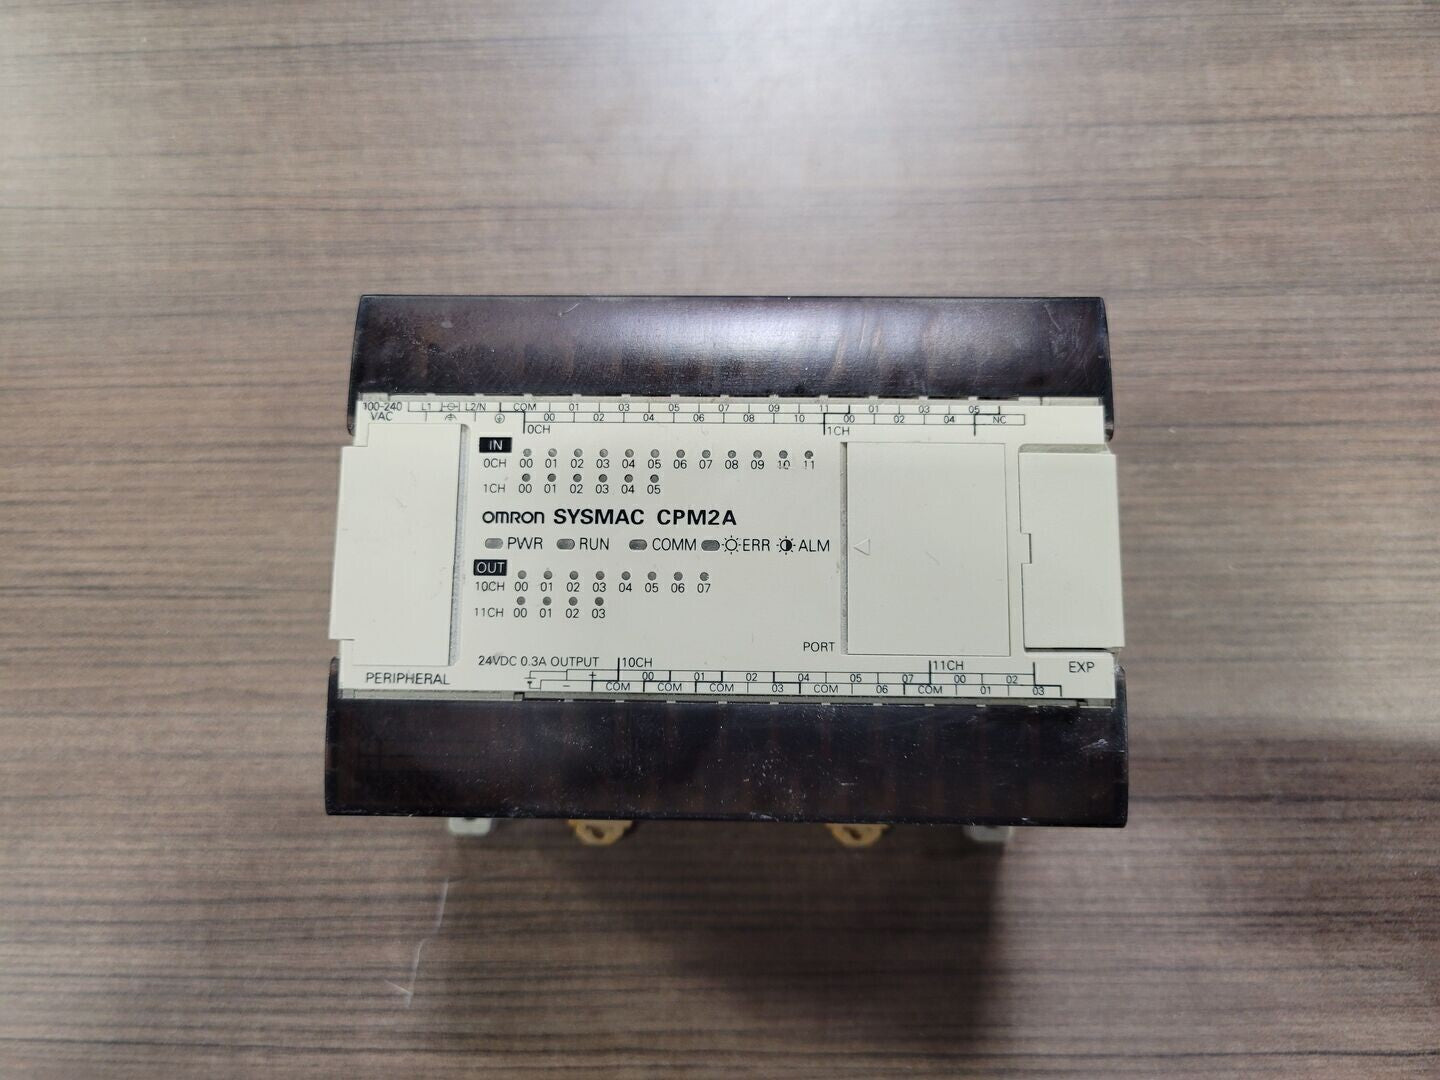 100-240 L1 L2/N COM 01 03 05 07 09 11 01 03 05
VAC 00 02 04 06 08 10 00 02 04 NC
0CH 1CH
IN
0CH 00 01 02 03 04 05 06 07 08 09 10 11
1CH 00 01 02 03 04 05
OMRON SYSMAC CPM2A
PWR RUN COMM ERR ALM
OUT
10CH 00 01 02 03 04 05 06 07
11CH 00 01 02 03
PORT
24VDC 0.3A OUTPUT 10CH 11CH EXP
PERIPHERAL
+ 00 01 02 04 05 07 00 02
- COM COM COM 03 COM 06 COM 01 03